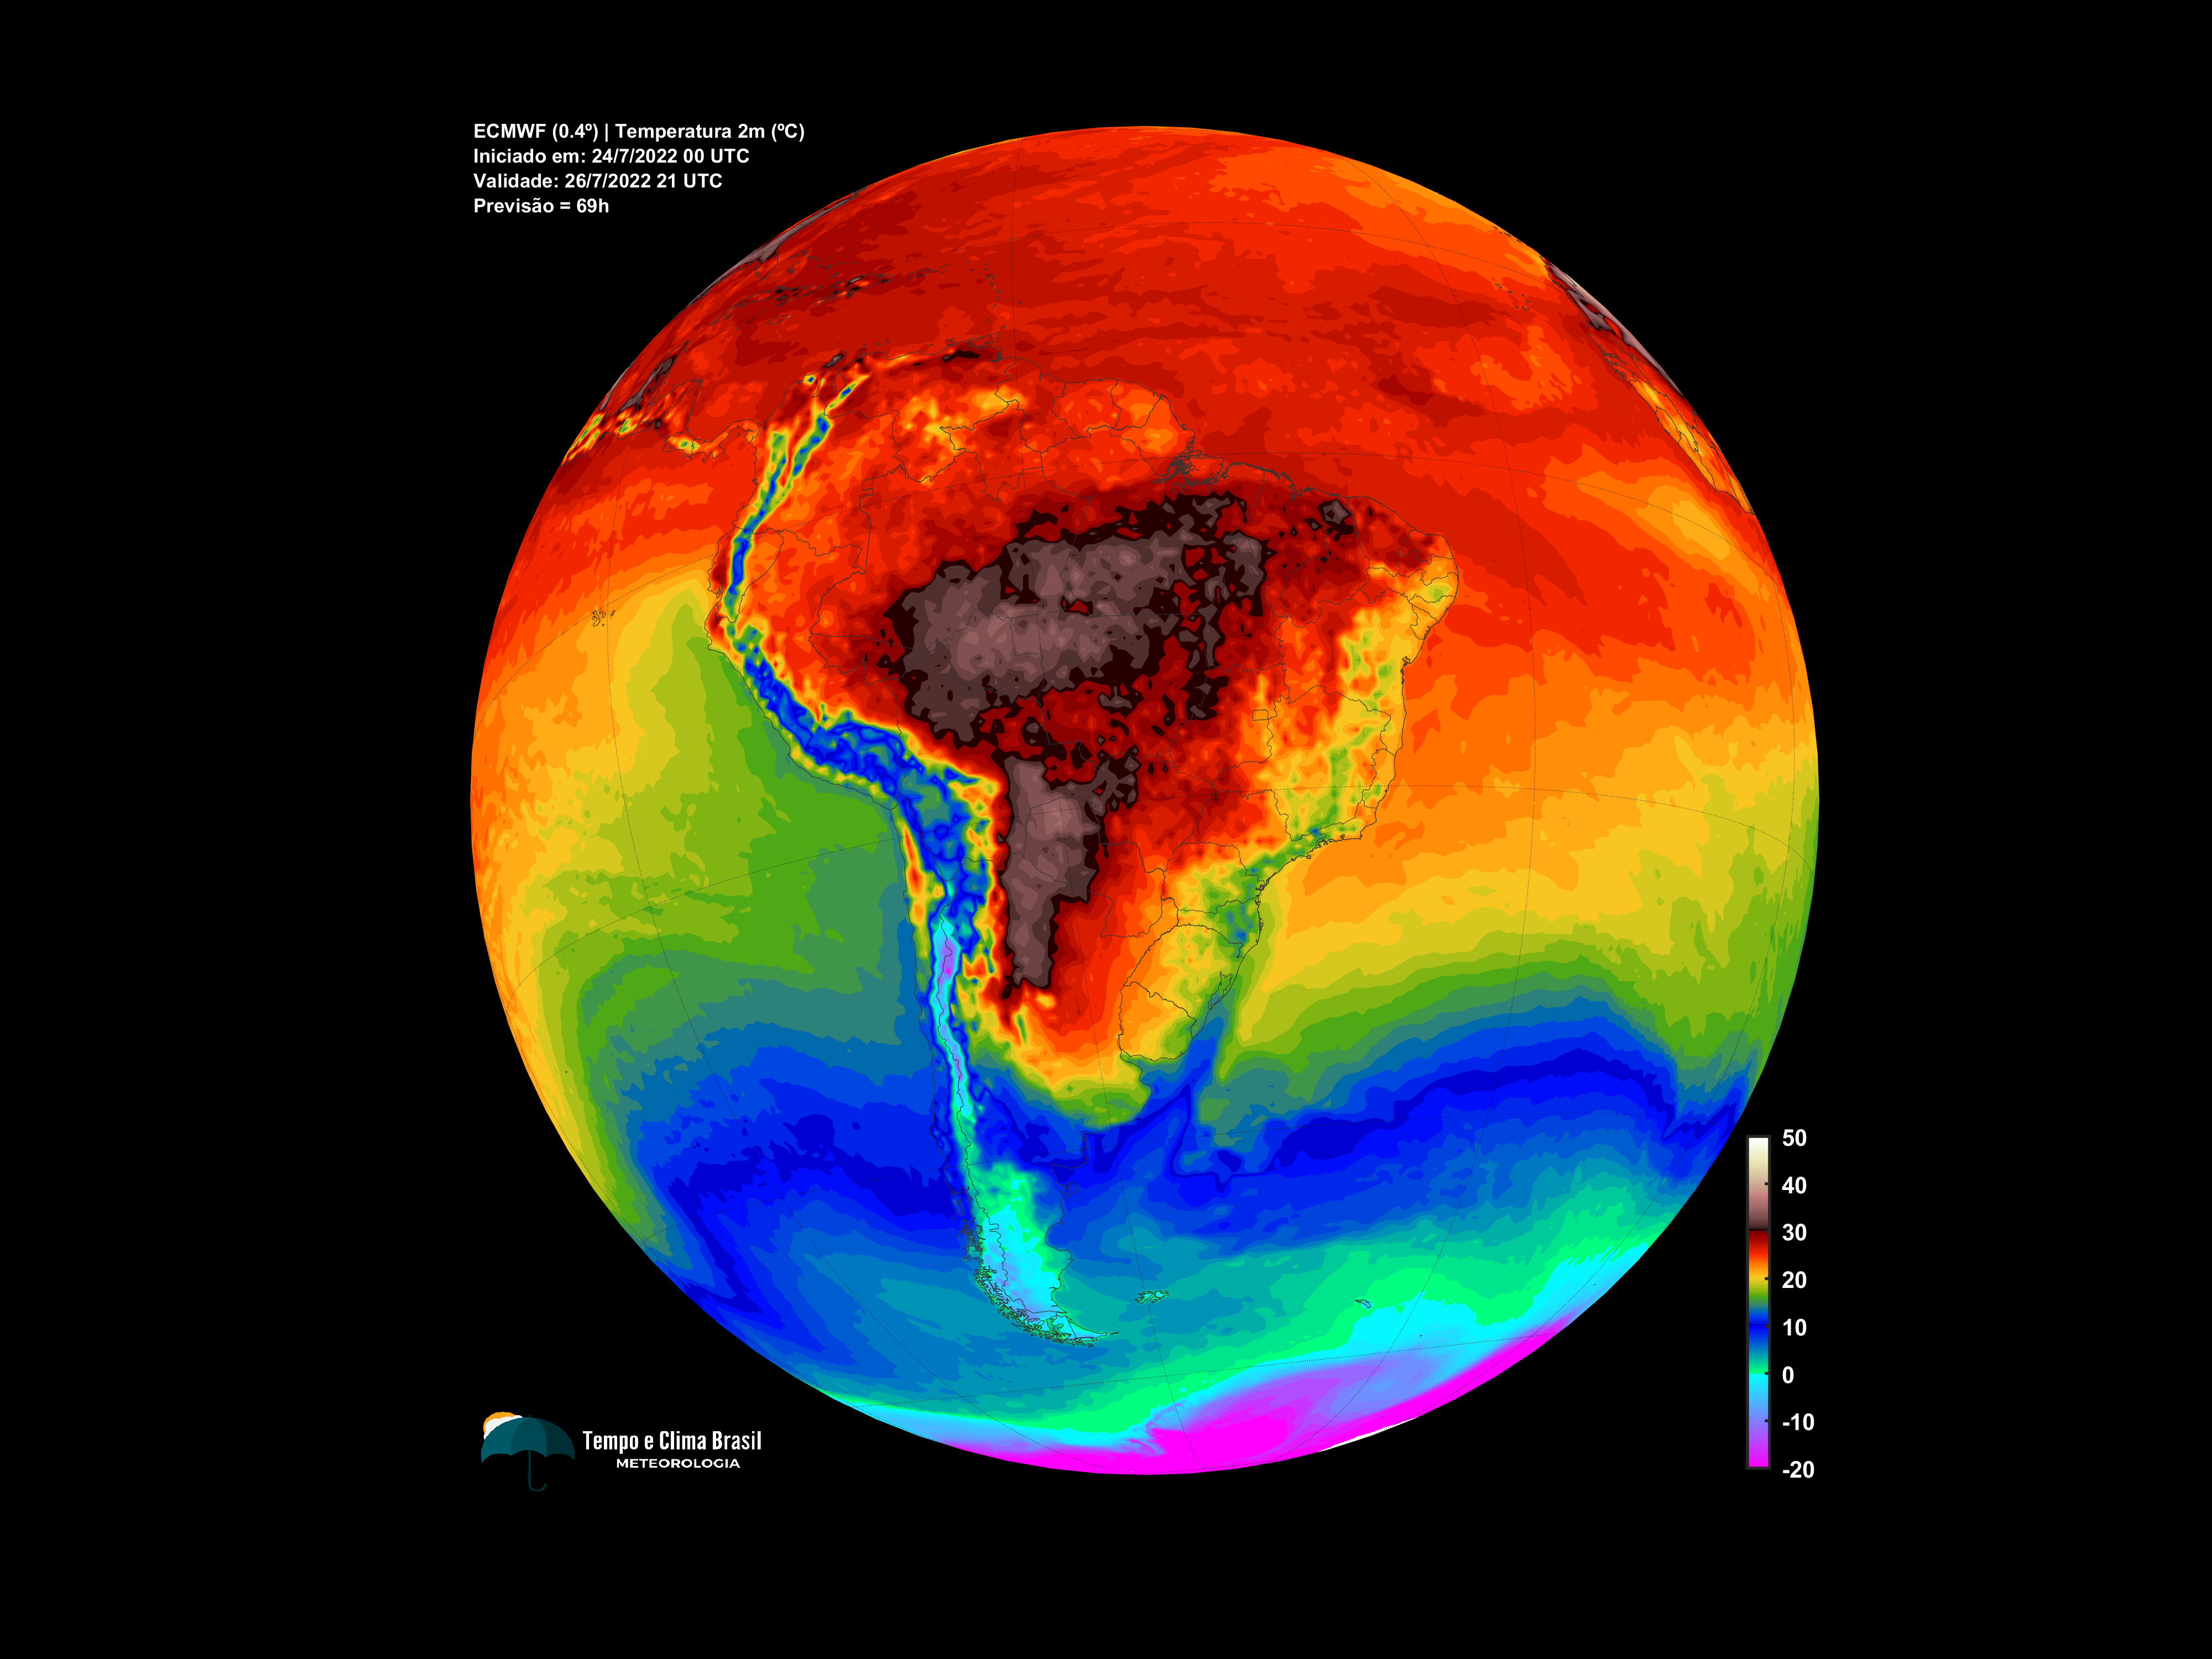 ECMWF (0.4º) | Temperatura 2m (ºC)
Iniciado em: 24/7/2022 00 UTC
Validade: 26/7/2022 21 UTC
Previsão = 69h
50
40
30
20
10
0
-10
-20
Tempo e Clima Brasil
METEOROLOGIA